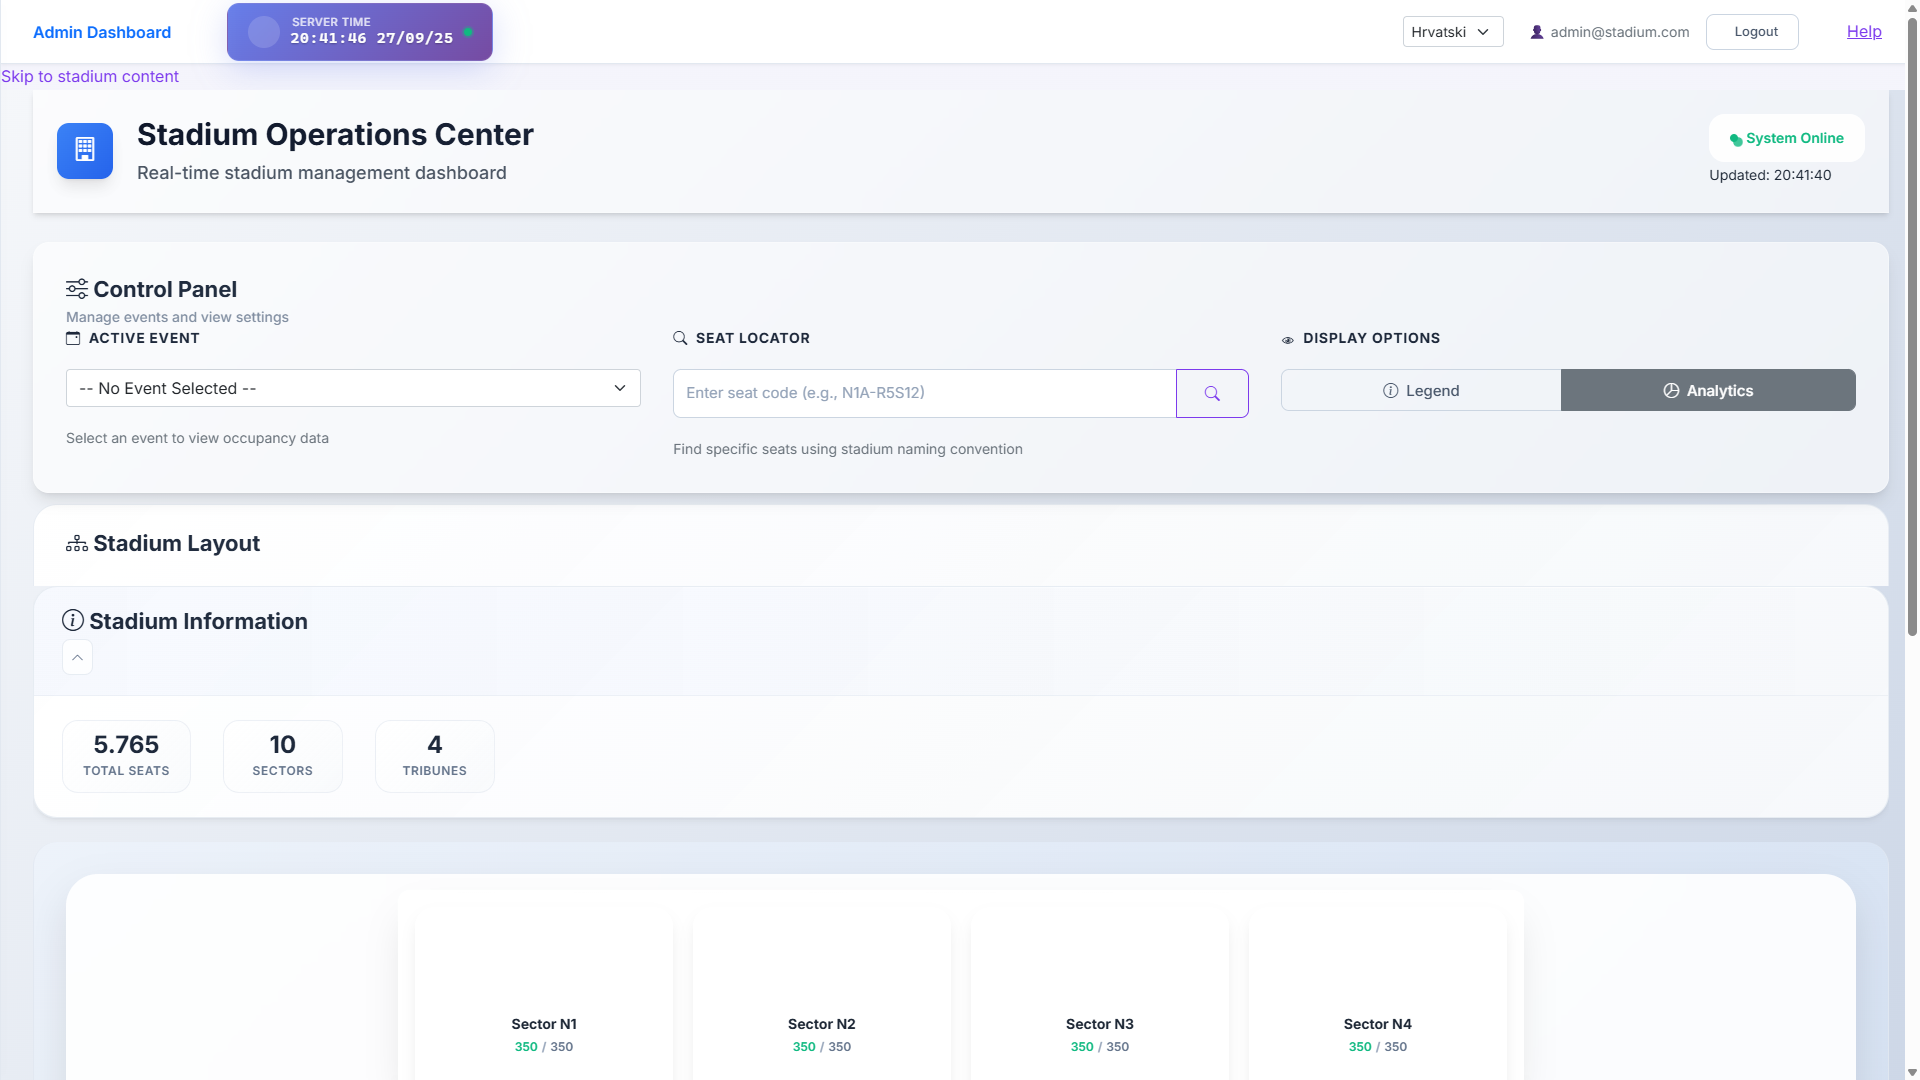 Admin Dashboard
SERVER TIME
20:41:46 27/09/25
Hrvatski
admin@stadium.com
Logout
Help
Skip to stadium content
Stadium Operations Center
Real-time stadium management dashboard
System Online
Updated: 20:41:40
Control Panel
Manage events and view settings
ACTIVE EVENT
-- No Event Selected --
Select an event to view occupancy data
SEAT LOCATOR
Enter seat code (e.g., N1A-R5S12)
Find specific seats using stadium naming convention
DISPLAY OPTIONS
Legend
Analytics
Stadium Layout
Stadium Information
5.765
TOTAL SEATS
10
SECTORS
4
TRIBUNES
Sector N1
350 / 350
Sector N2
350 / 350
Sector N3
350 / 350
Sector N4
350 / 350